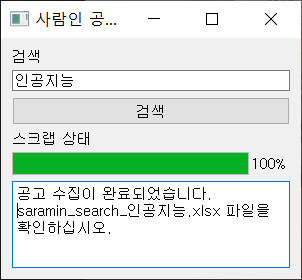 사람인 공...
검색
인공지능
검색
스크랩 상태
100%
공고 수집이 완료되었습니다.
saramin_search_인공지능.xlsx 파일을
확인하십시오.